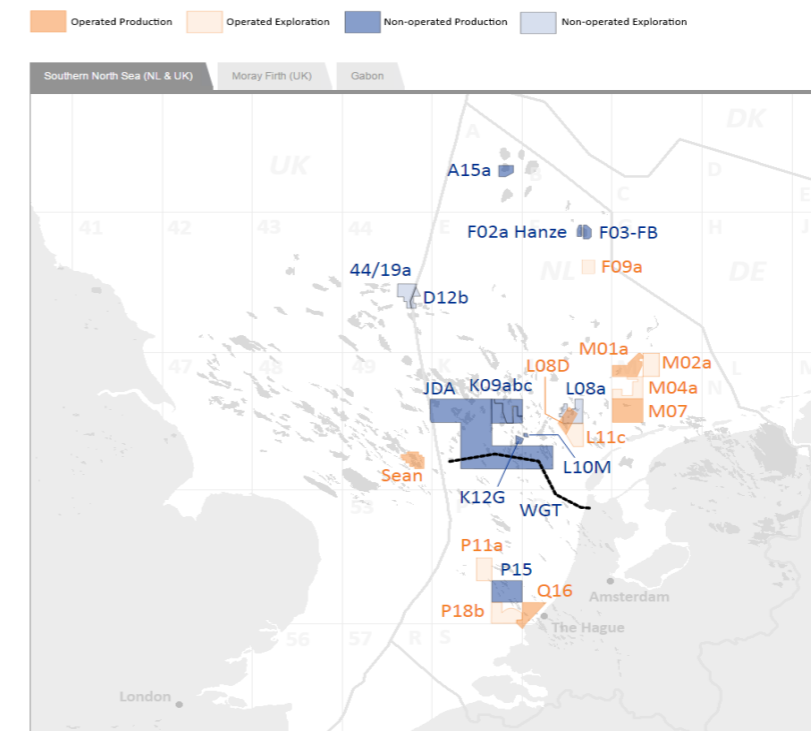 Operated Production Operated Exploration Non-operated Production Non-operated Exploration
Southern North Sea (NL & UK) Moray Firth (UK) Gabon
DK
A
UK
A15a
B
D
C
E
41 42 43 44 E F G H J
F02a Hanze F03-FB
NL F09a DE
44/19a
D12b
M01a
47 48 49 K L08D M02a L M
JDA K09abc L08a M04a N
M07
L11c
Sean L10M
K12G
53 WGT
P11a
P15
Q16
Amsterdam
P18b
The Hague
56 57 R S
London